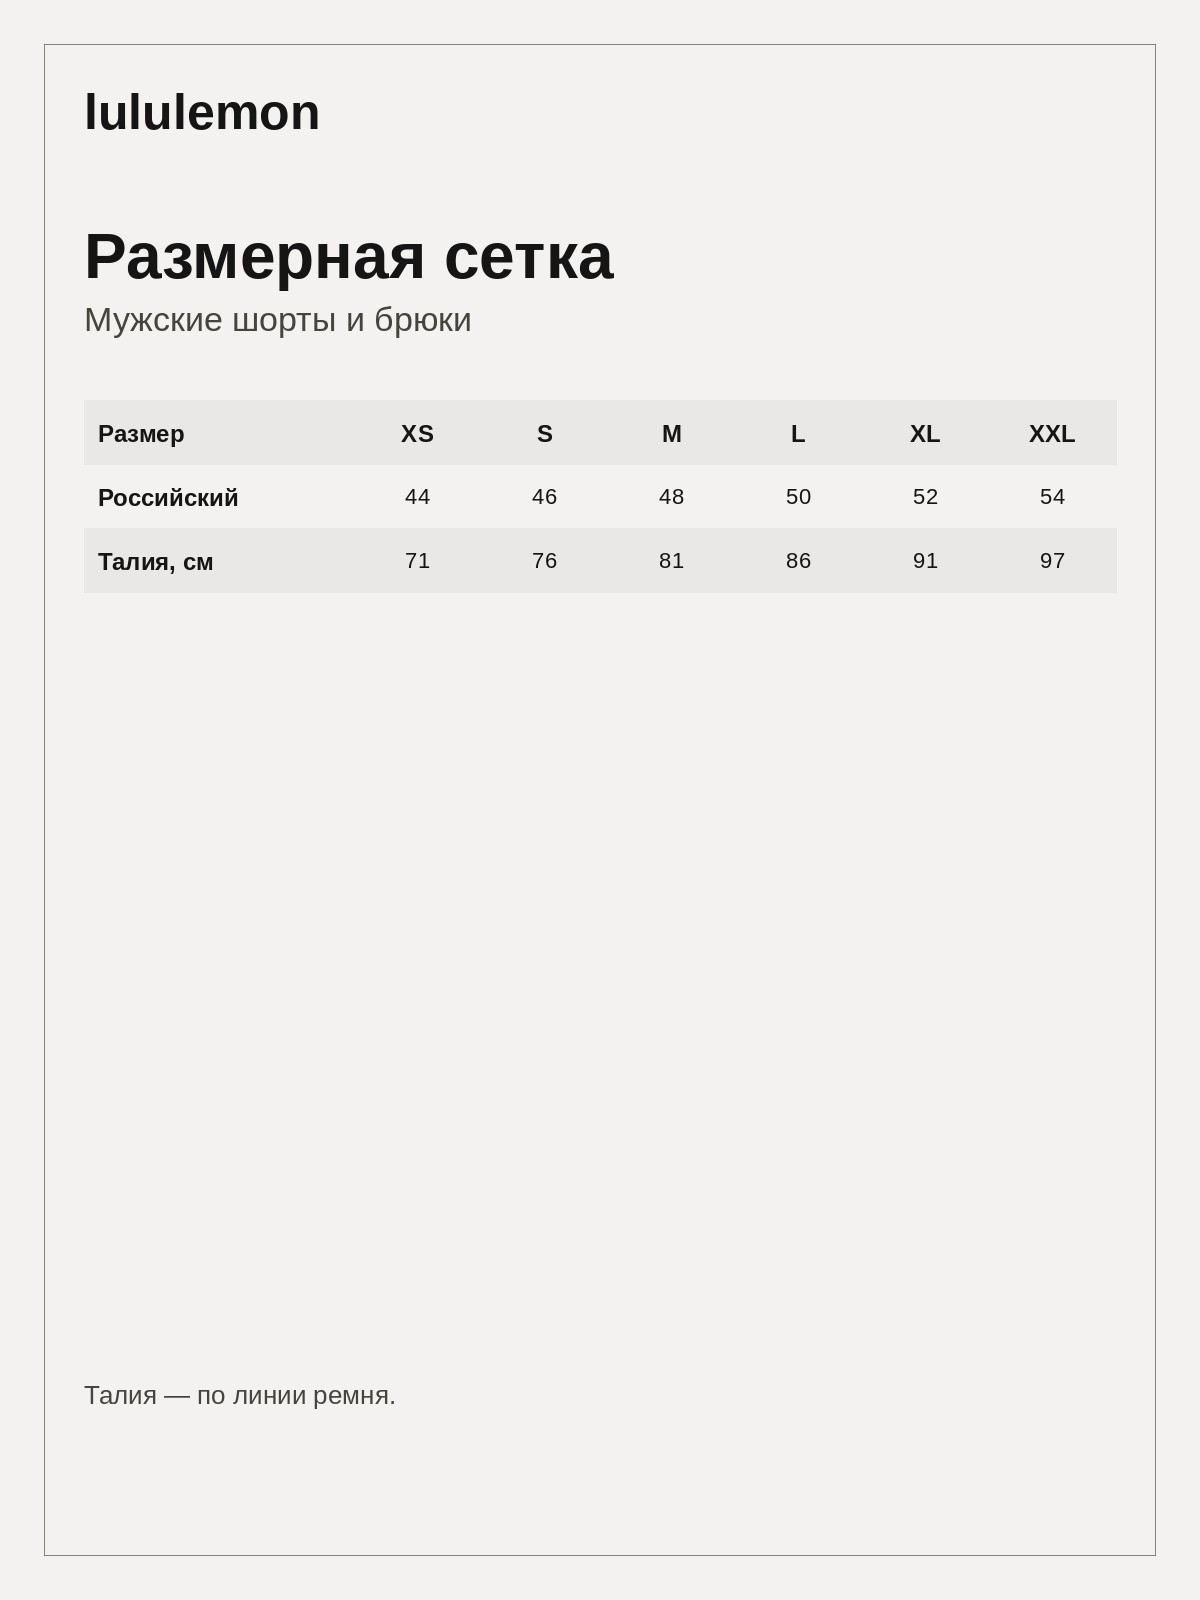 lululemon
Размерная сетка
Мужские шорты и брюки
Размер XS S M L XL XXL
Российский 44 46 48 50 52 54
Талия, см 71 76 81 86 91 97
Талия — по линии ремня.